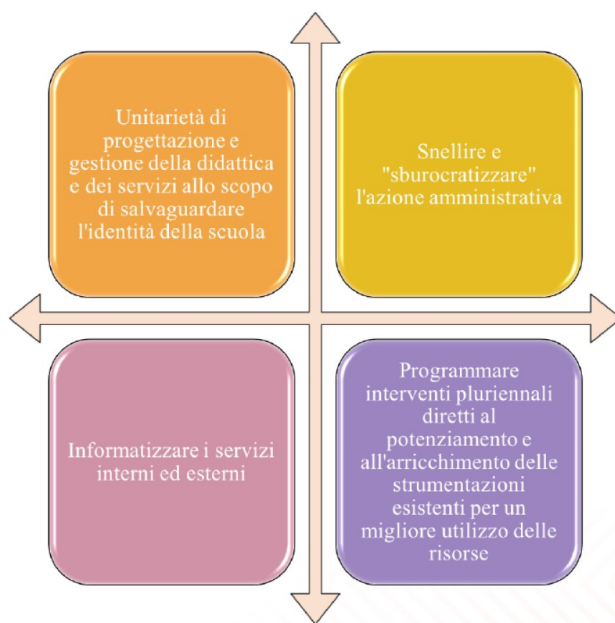 Unitarietà di
progettazione e
gestione della didattica
e dei servizi allo scopo
di salvaguardare
l'identità della scuola
Snellire e
"sburocratizzare"
l'azione amministrativa
Informatizzare i servizi
interni ed esterni
Programmare
interventi pluriennali
diretti al
potenziamento e
all'arricchimento delle
strumentazioni
esistenti per un
migliore utilizzo delle
risorse